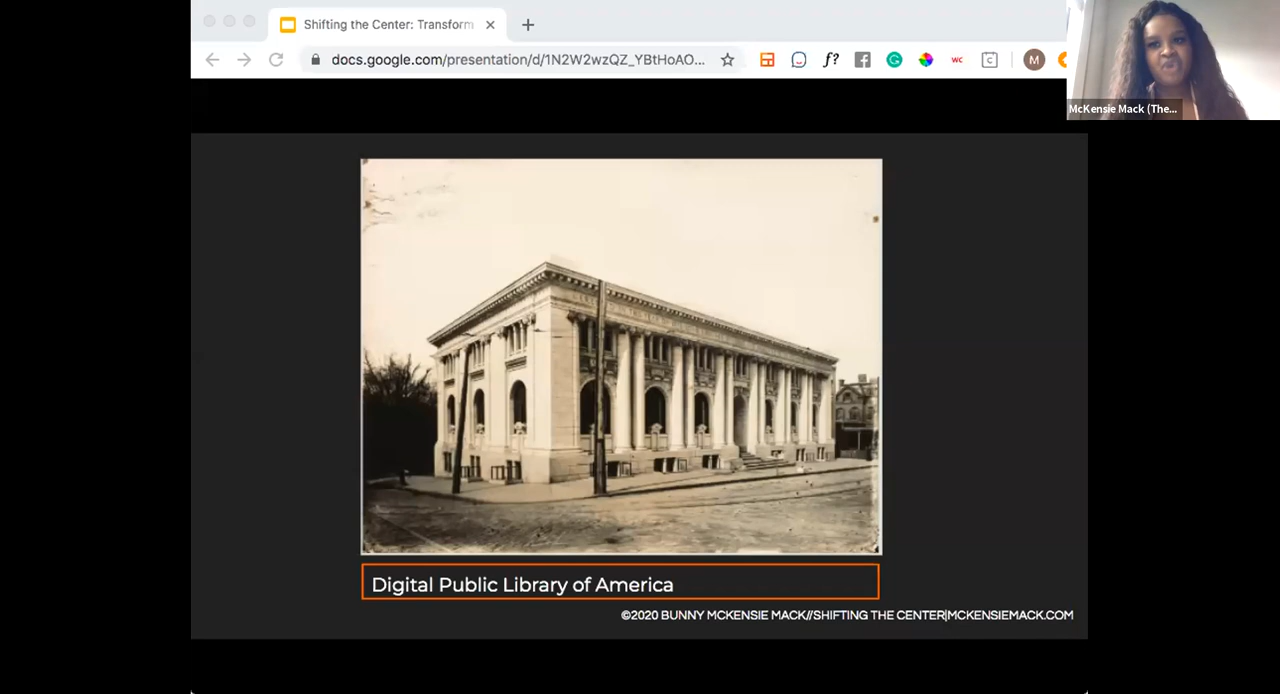 Shifting the Center: Transform
docs.google.com/presentation/d/1N2W2wzQZ_YBtHoAO...
f?
WC
C
M
McKensie Mack (The...
Digital Public Library of America
©2020 BUNNY MCKENSIE MACK//SHIFTING THE CENTER|MCKENSIEMACK.COM